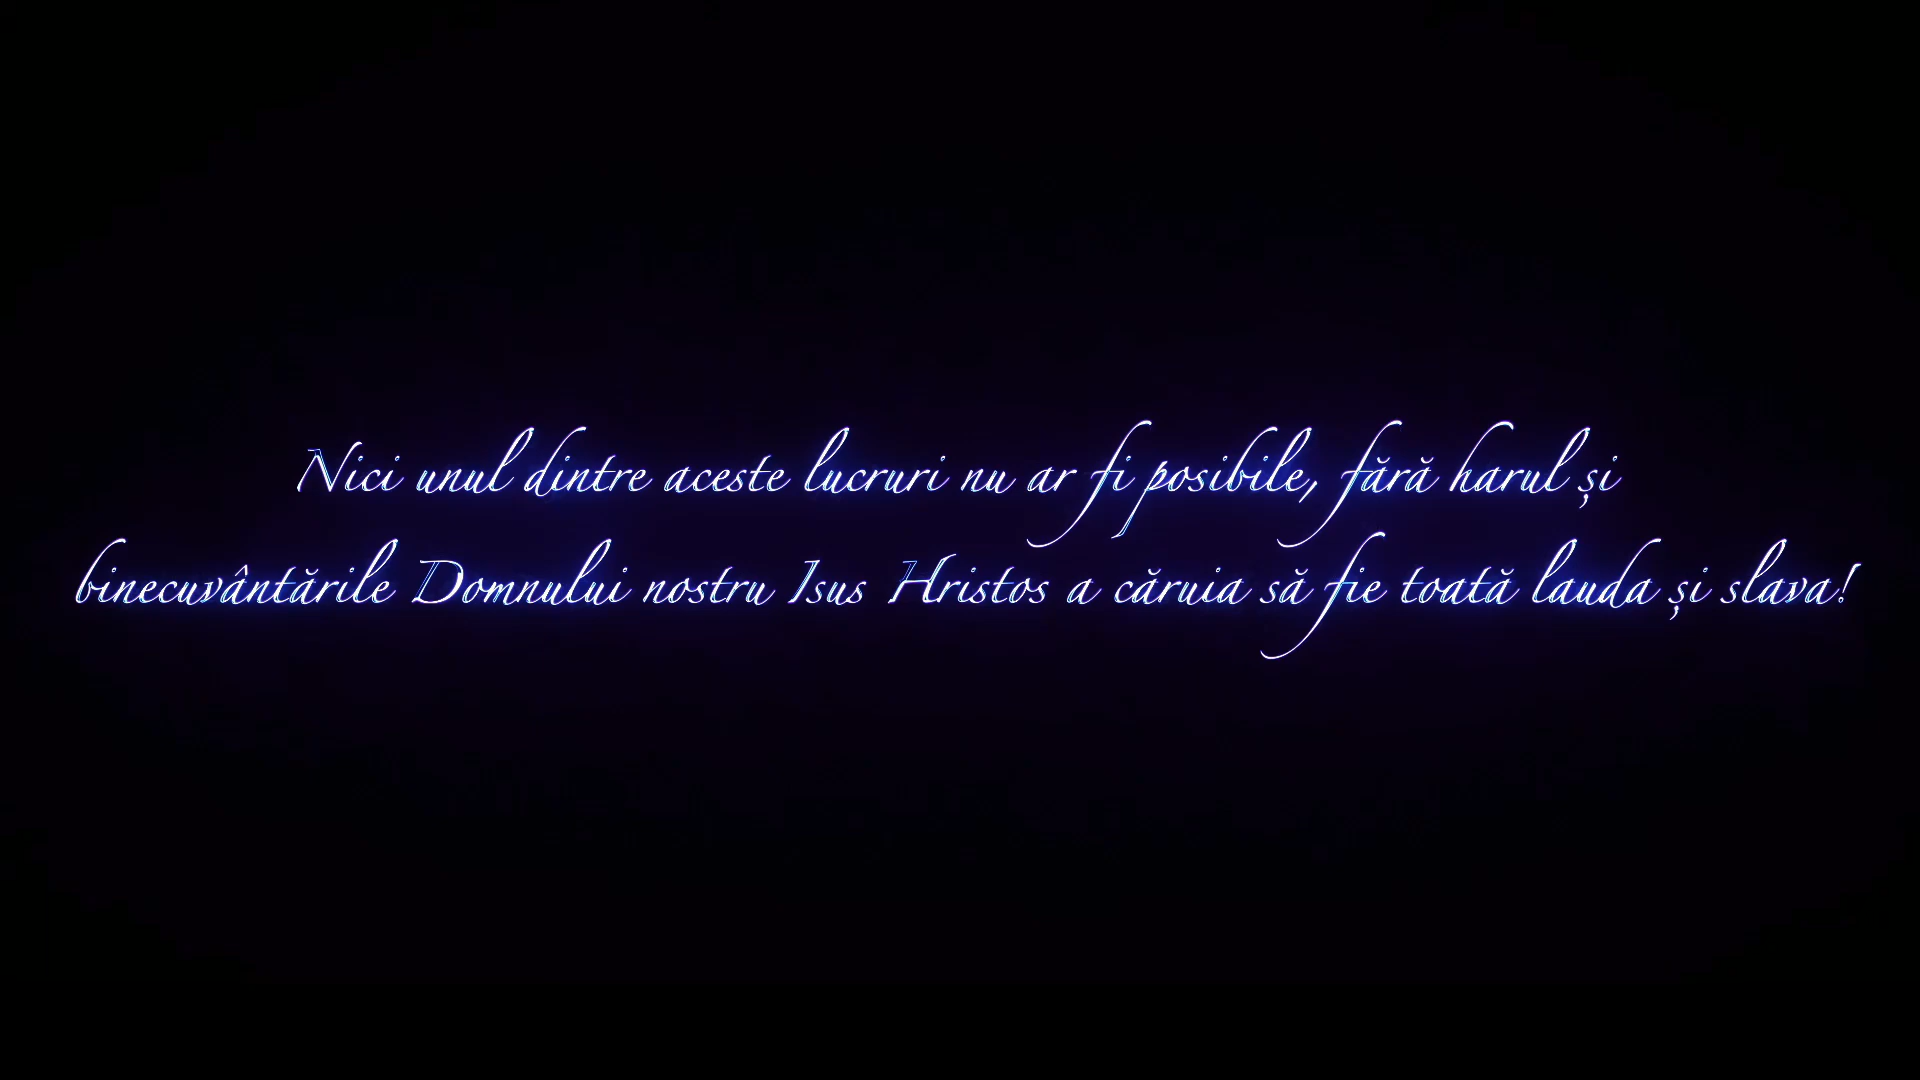 Nici unul dintre aceste lucruri nu ar fi posibile, fără harul și
binecuvântările Domnului nostru Isus Hristos a căruia să fie toată lauda și slava!